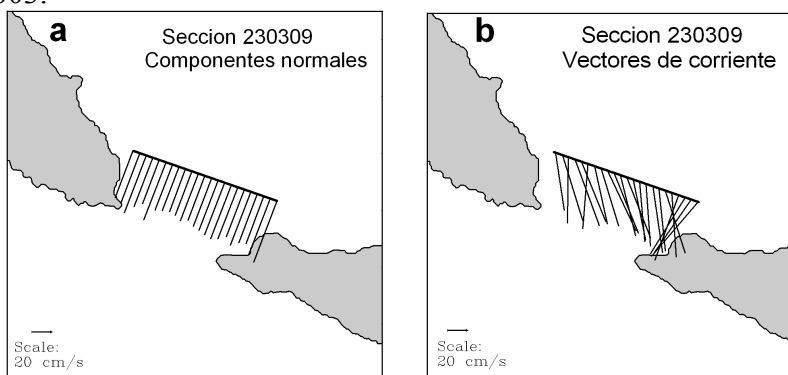 a
Seccion 230309
Componentes normales
Scale:
20 cm/s
b
Seccion 230309
Vectores de corriente
Scale:
20 cm/s